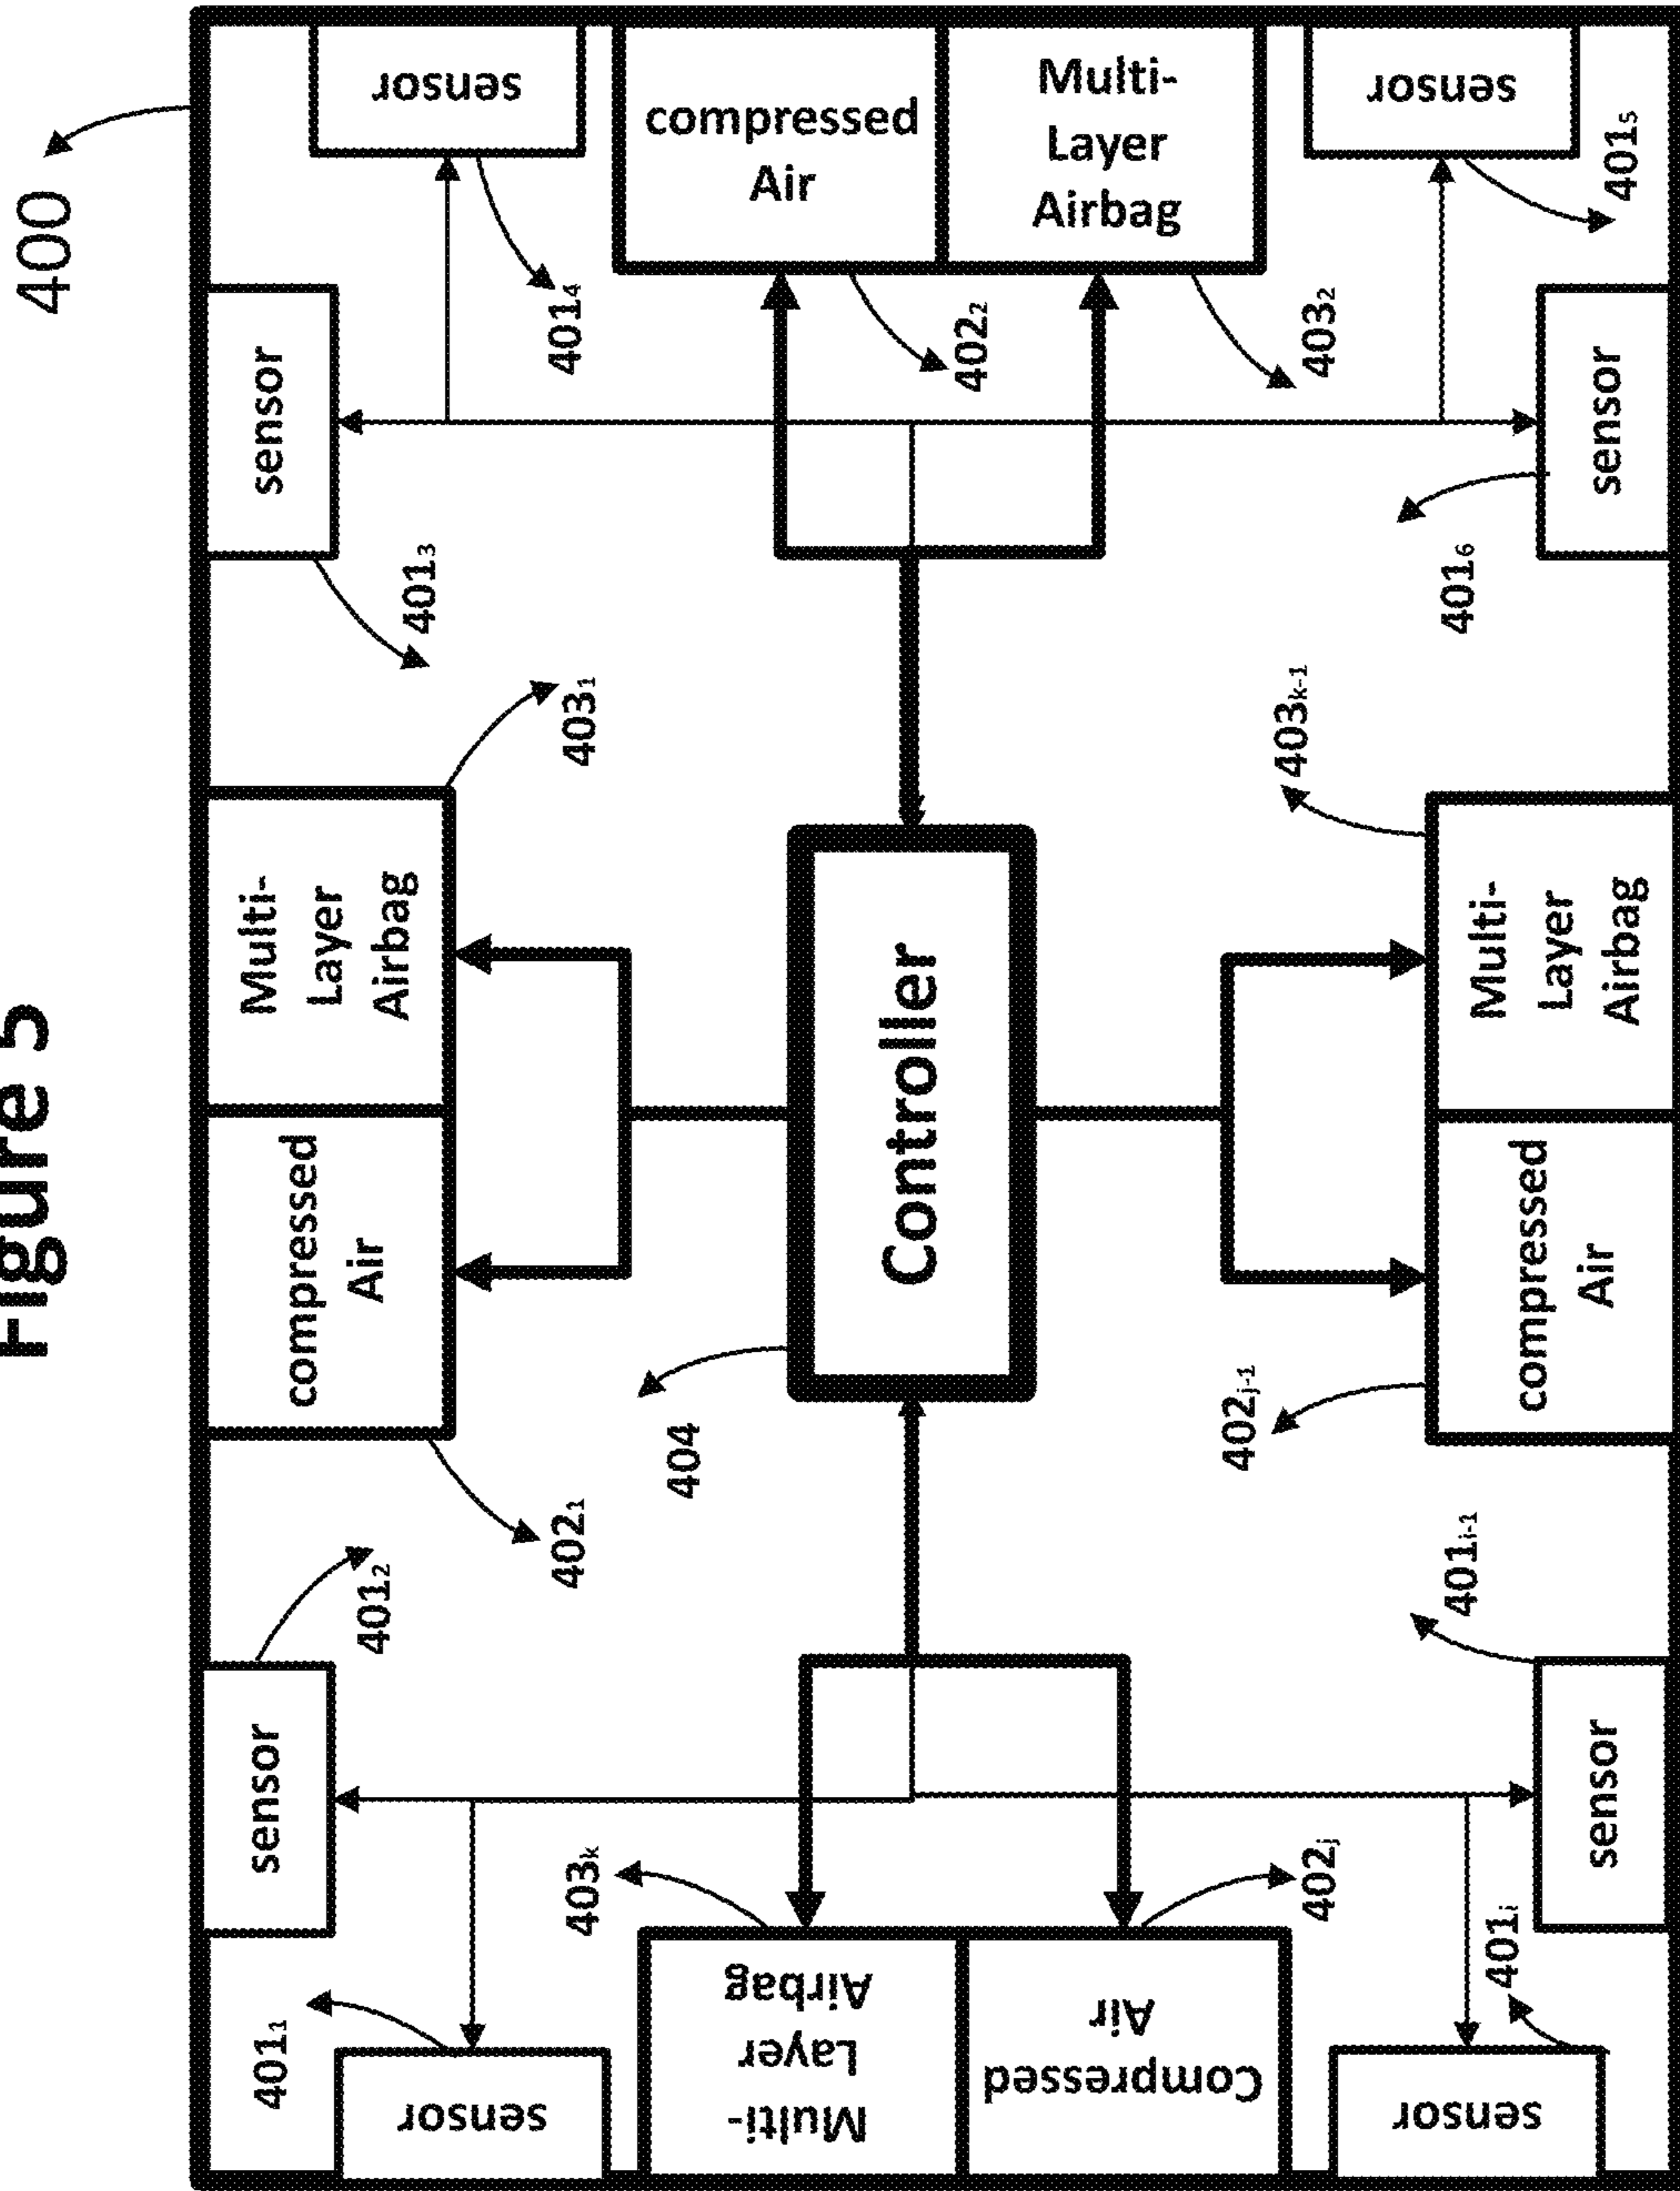 Figure 5
400
401₁
sensor
sensor
401₂
compressed
Air
402₁
Multi-
Layer
Airbag
403₁
sensor
401₃
sensor
401₄
Multi-
Layer
Airbag
403ₖ
Compressed
Air
402ⱼ
404
Controller
compressed
Air
402₂
Multi-
Layer
Airbag
403₂
sensor
401ᵢ
sensor
401ᵢ₋₁
402ⱼ₋₁
compressed
Air
403ₖ₋₁
Multi-
Layer
Airbag
401₆
sensor
sensor
401₅